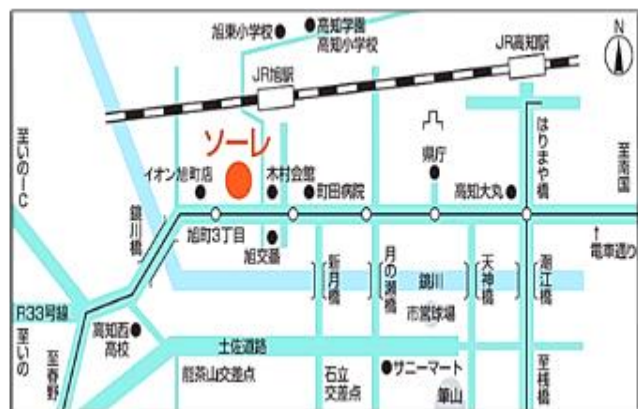 旭東小学校
高知学園
高知小学校
JR高知駅
N
JR旭駅
ソーレ
イオン旭町店
木村会館
町田病院
県庁
高知大丸
はりまや橋
至南国
至いのIC
鏡川橋
旭町3丁目
旭交番
↑電車通り
新月橋
月の瀬橋
鏡川
天神橋
潮江橋
市営球場
R33号線
至いの
高知西
高校
至春野
土佐道路
能茶山交差点
石立
交差点
サニーマート
筆山
至桟橋